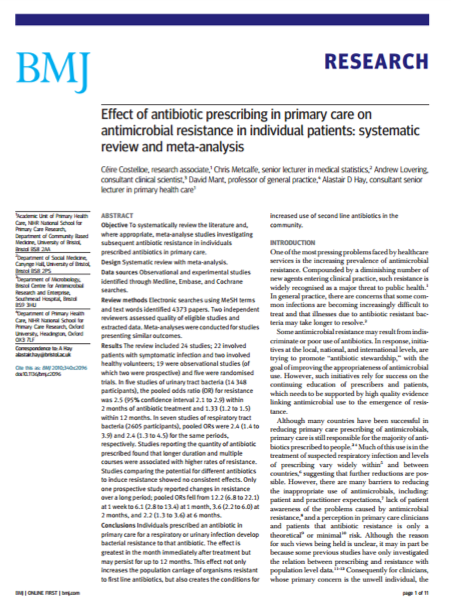 BMJ
RESEARCH
Effect of antibiotic prescribing in primary care on
antimicrobial resistance in individual patients: systematic
review and meta-analysis
Céire Costelloe, research associate,1 Chris Metcalfe, senior lecturer in medical statistics,2 Andrew Lovering,
consultant clinical scientist,3 David Mant, professor of general practice,4 Alastair D Hay, consultant senior
lecturer in primary health care1
1Academic Unit of Primary Health
Care, NIHR National School for
Primary Care Research,
Department of Community Based
Medicine, University of Bristol,
Bristol BS8 2AA
2Department of Social Medicine,
Canynge Hall, University of Bristol,
Bristol BS8 2PS
3Department of Microbiology,
Bristol Centre for Antimicrobial
Research and Enterprise,
Southmead Hospital, Bristol
BS9 3HU
4Department of Primary Health
Care, NIHR National School of
Primary Care Research, Oxford
University, Headington, Oxford
OX3 7LF
Correspondence to: A Hay
alastair.hay@bristol.ac.uk
Cite this as: BMJ 2010;340:c2096
doi:10.1136/bmj.c2096
ABSTRACT
Objective To systematically review the literature and,
where appropriate, meta-analyse studies investigating
subsequent antibiotic resistance in individuals
prescribed antibiotics in primary care.
Design Systematic review with meta-analysis.
Data sources Observational and experimental studies
identified through Medline, Embase, and Cochrane
searches.
Review methods Electronic searches using MeSH terms
and text words identified 4373 papers. Two independent
reviewers assessed quality of eligible studies and
extracted data. Meta-analyses were conducted for studies
presenting similar outcomes.
Results The review included 24 studies; 22 involved
patients with symptomatic infection and two involved
healthy volunteers; 19 were observational studies (of
which two were prospective) and five were randomised
trials. In five studies of urinary tract bacteria (14 348
participants), the pooled odds ratio (OR) for resistance
was 2.5 (95% confidence interval 2.1 to 2.9) within
2 months of antibiotic treatment and 1.33 (1.2 to 1.5)
within 12 months. In seven studies of respiratory tract
bacteria (2605 participants), pooled ORs were 2.4 (1.4 to
3.9) and 2.4 (1.3 to 4.5) for the same periods,
respectively. Studies reporting the quantity of antibiotic
prescribed found that longer duration and multiple
courses were associated with higher rates of resistance.
Studies comparing the potential for different antibiotics
to induce resistance showed no consistent effects. Only
one prospective study reported changes in resistance
over a long period; pooled ORs fell from 12.2 (6.8 to 22.1)
at 1 week to 6.1 (2.8 to 13.4) at 1 month, 3.6 (2.2 to 6.0) at
2 months, and 2.2 (1.3 to 3.6) at 6 months.
Conclusions Individuals prescribed an antibiotic in
primary care for a respiratory or urinary infection develop
bacterial resistance to that antibiotic. The effect is
greatest in the month immediately after treatment but
may persist for up to 12 months. This effect not only
increases the population carriage of organisms resistant
to first line antibiotics, but also creates the conditions for
increased use of second line antibiotics in the
community.
INTRODUCTION
One of the most pressing problems faced by healthcare
services is the increasing prevalence of antimicrobial
resistance. Compounded by a diminishing number of
new agents entering clinical practice, such resistance is
widely recognised as a major threat to public health.1
In general practice, there are concerns that some com-
mon infections are becoming increasingly difficult to
treat and that illnesses due to antibiotic resistant bac-
teria may take longer to resolve.2
Some antimicrobial resistance may result from indis-
criminate or poor use of antibiotics. In response, initia-
tives at the local, national, and international levels, are
trying to promote "antibiotic stewardship," with the
goal of improving the appropriateness of antimicrobial
use. However, such initiatives rely for success on the
continuing education of prescribers and patients,
which needs to be supported by high quality evidence
linking antibiotic use to the emergence of resis-
tance.
Although many countries have been successful in
reducing primary care prescribing of antimicrobials,
primary care is still responsible for the majority of anti-
biotics prescribed to people. Much of this use is in the
treatment of suspected respiratory infection and levels
of prescribing vary widely within and between
countries, suggesting that further reductions are pos-
sible. However, there are many barriers to reducing
the inappropriate use of antimicrobials, including:
patient and practitioner expectations, lack of patient
awareness of the problems caused by antimicrobial
resistance, and a perception in primary care clinicians
and patients that antibiotic resistance is only a
theoretical or minimal risk. Although the reason
for such views being held is unclear, it may in part be
because some previous studies have only investigated
the relation between prescribing and resistance with
population level data. Consequently for clinicians,
whose primary concern is the unwell individual, the
BMJ | ONLINE FIRST | bmj.com
page 1 of 11